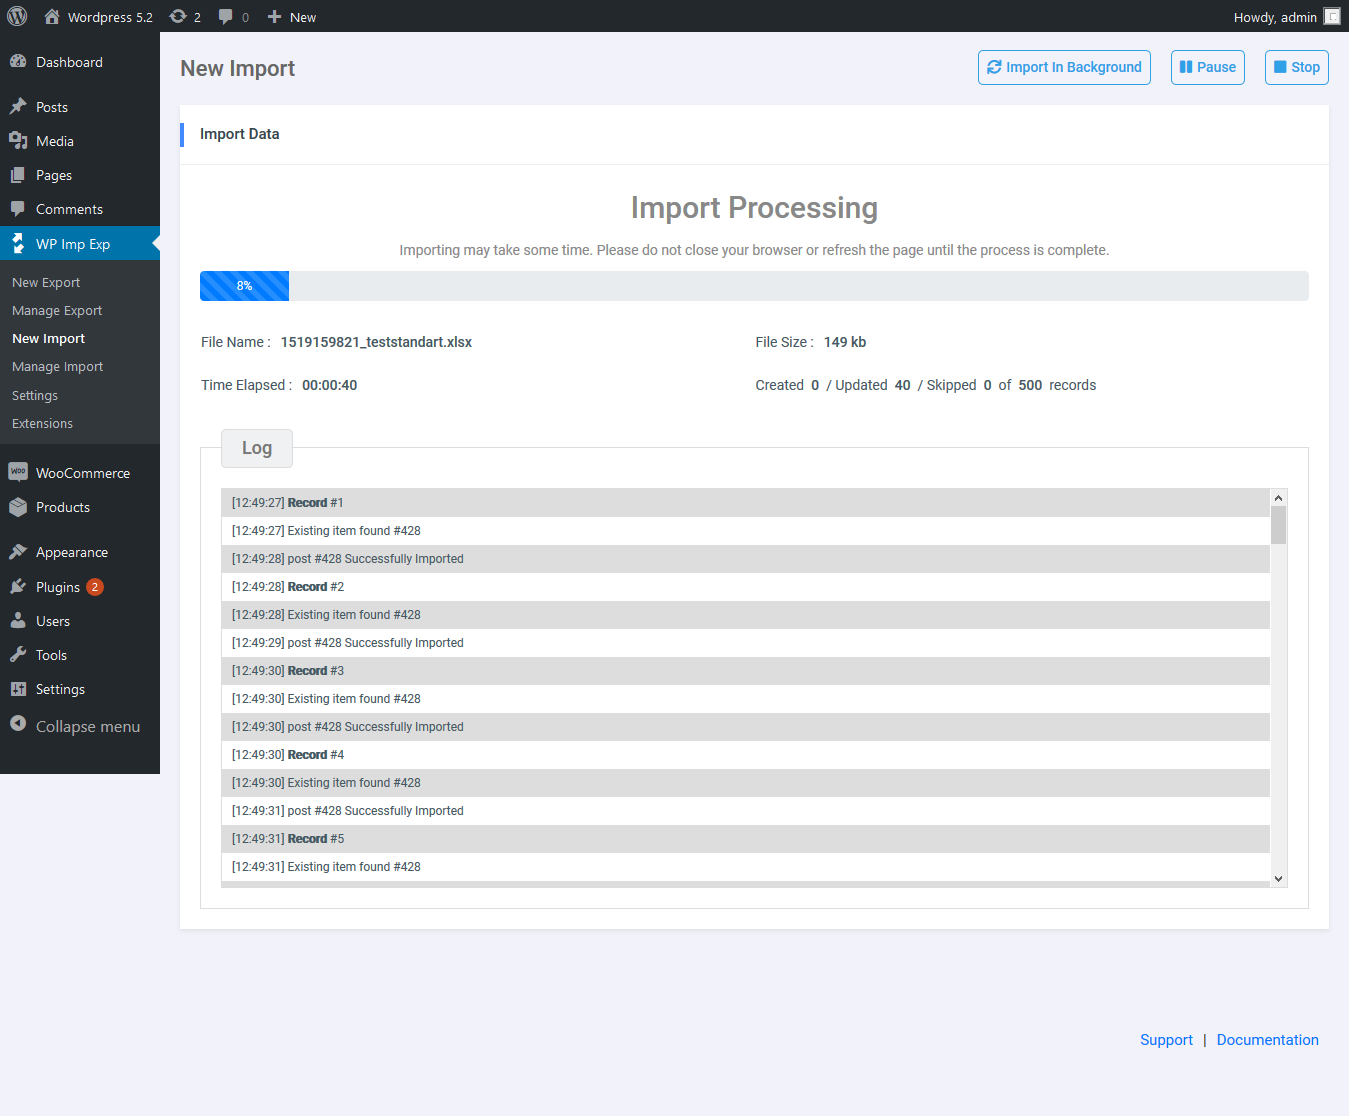 Wordpress 5.2 2 0 New Howdy, admin
Dashboard
Posts
Media
Pages
Comments
WP Imp Exp
New Export
Manage Export
New Import
Manage Import
Settings
Extensions
WOO WooCommerce
Products
Appearance
Plugins 2
Users
Tools
Settings
Collapse menu
New Import Import In Background Pause Stop
Import Data
Import Processing
Importing may take some time. Please do not close your browser or refresh the page until the process is complete.
8%
File Name : 1519159821_teststandart.xlsx File Size : 149 kb
Time Elapsed : 00:00:40 Created 0 / Updated 40 / Skipped 0 of 500 records
Log
[12:49:27] Record #1
[12:49:27] Existing item found #428
[12:49:28] post #428 Successfully Imported
[12:49:28] Record #2
[12:49:28] Existing item found #428
[12:49:29] post #428 Successfully Imported
[12:49:30] Record #3
[12:49:30] Existing item found #428
[12:49:30] post #428 Successfully Imported
[12:49:30] Record #4
[12:49:30] Existing item found #428
[12:49:31] post #428 Successfully Imported
[12:49:31] Record #5
[12:49:31] Existing item found #428
Support | Documentation